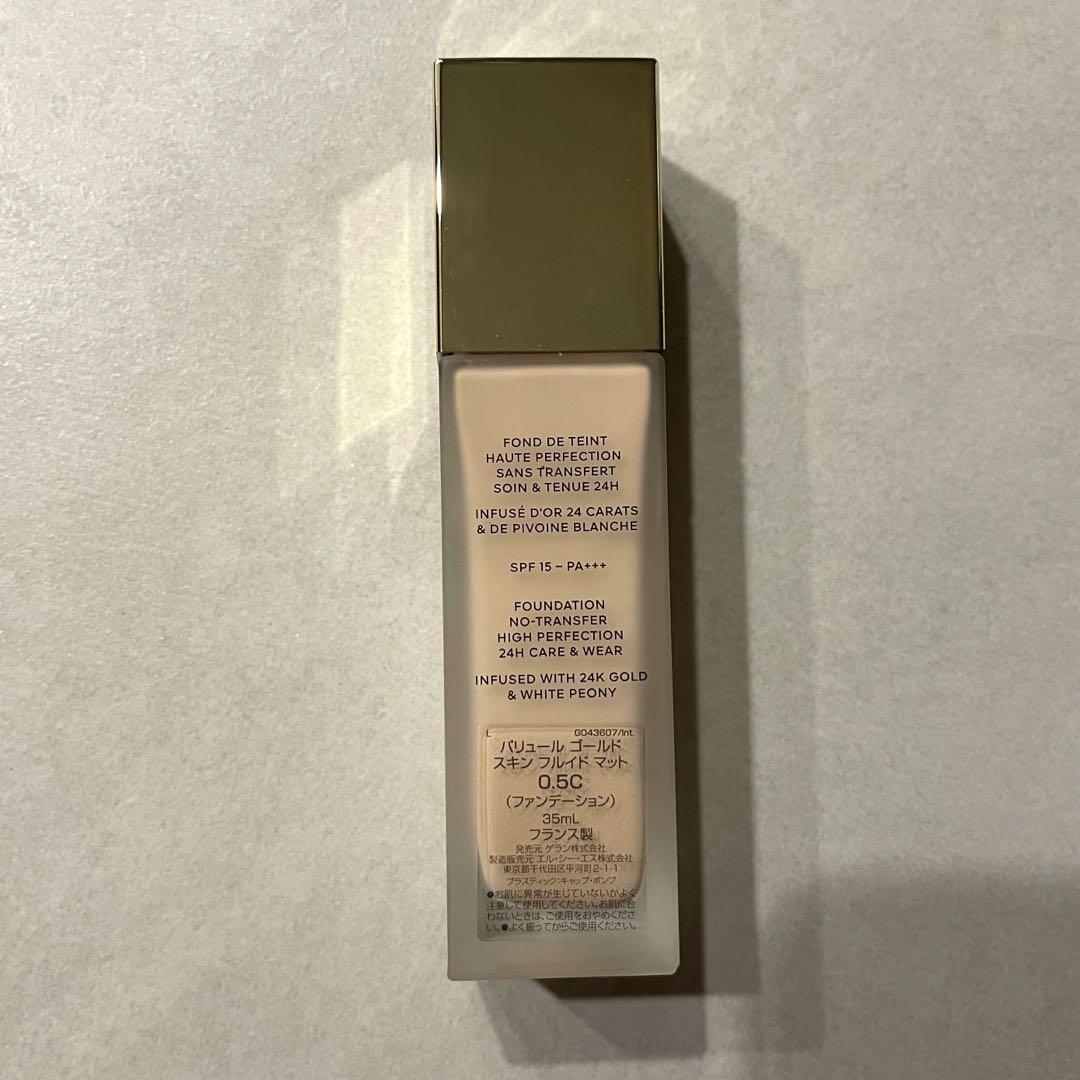 FOND DE TEINT
HAUTE PERFECTION
SANS TRANSFERT
SOIN & TENUE 24H
INFUSÉ D'OR 24 CARATS
& DE PIVOINE BLANCHE
SPF 15 – PA+++
FOUNDATION
NO-TRANSFER
HIGH PERFECTION
24H CARE & WEAR
INFUSED WITH 24K GOLD
& WHITE PEONY
L G043607/Int.
パリュール ゴールド
スキン フルイド マット
0.5C
(ファンデーション)
35mL
フランス製
発売元 ゲラン株式会社
製造販売元 エル・シー・エス株式会社
東京都千代田区平河町2-1-1
プラスティック:キャップ・ポンプ
●お肌に異常が生じていないかよく
注意して使用してください。お肌に合
わないときは、ご使用をおやめくださ
い。●よく振ってからご使用ください。